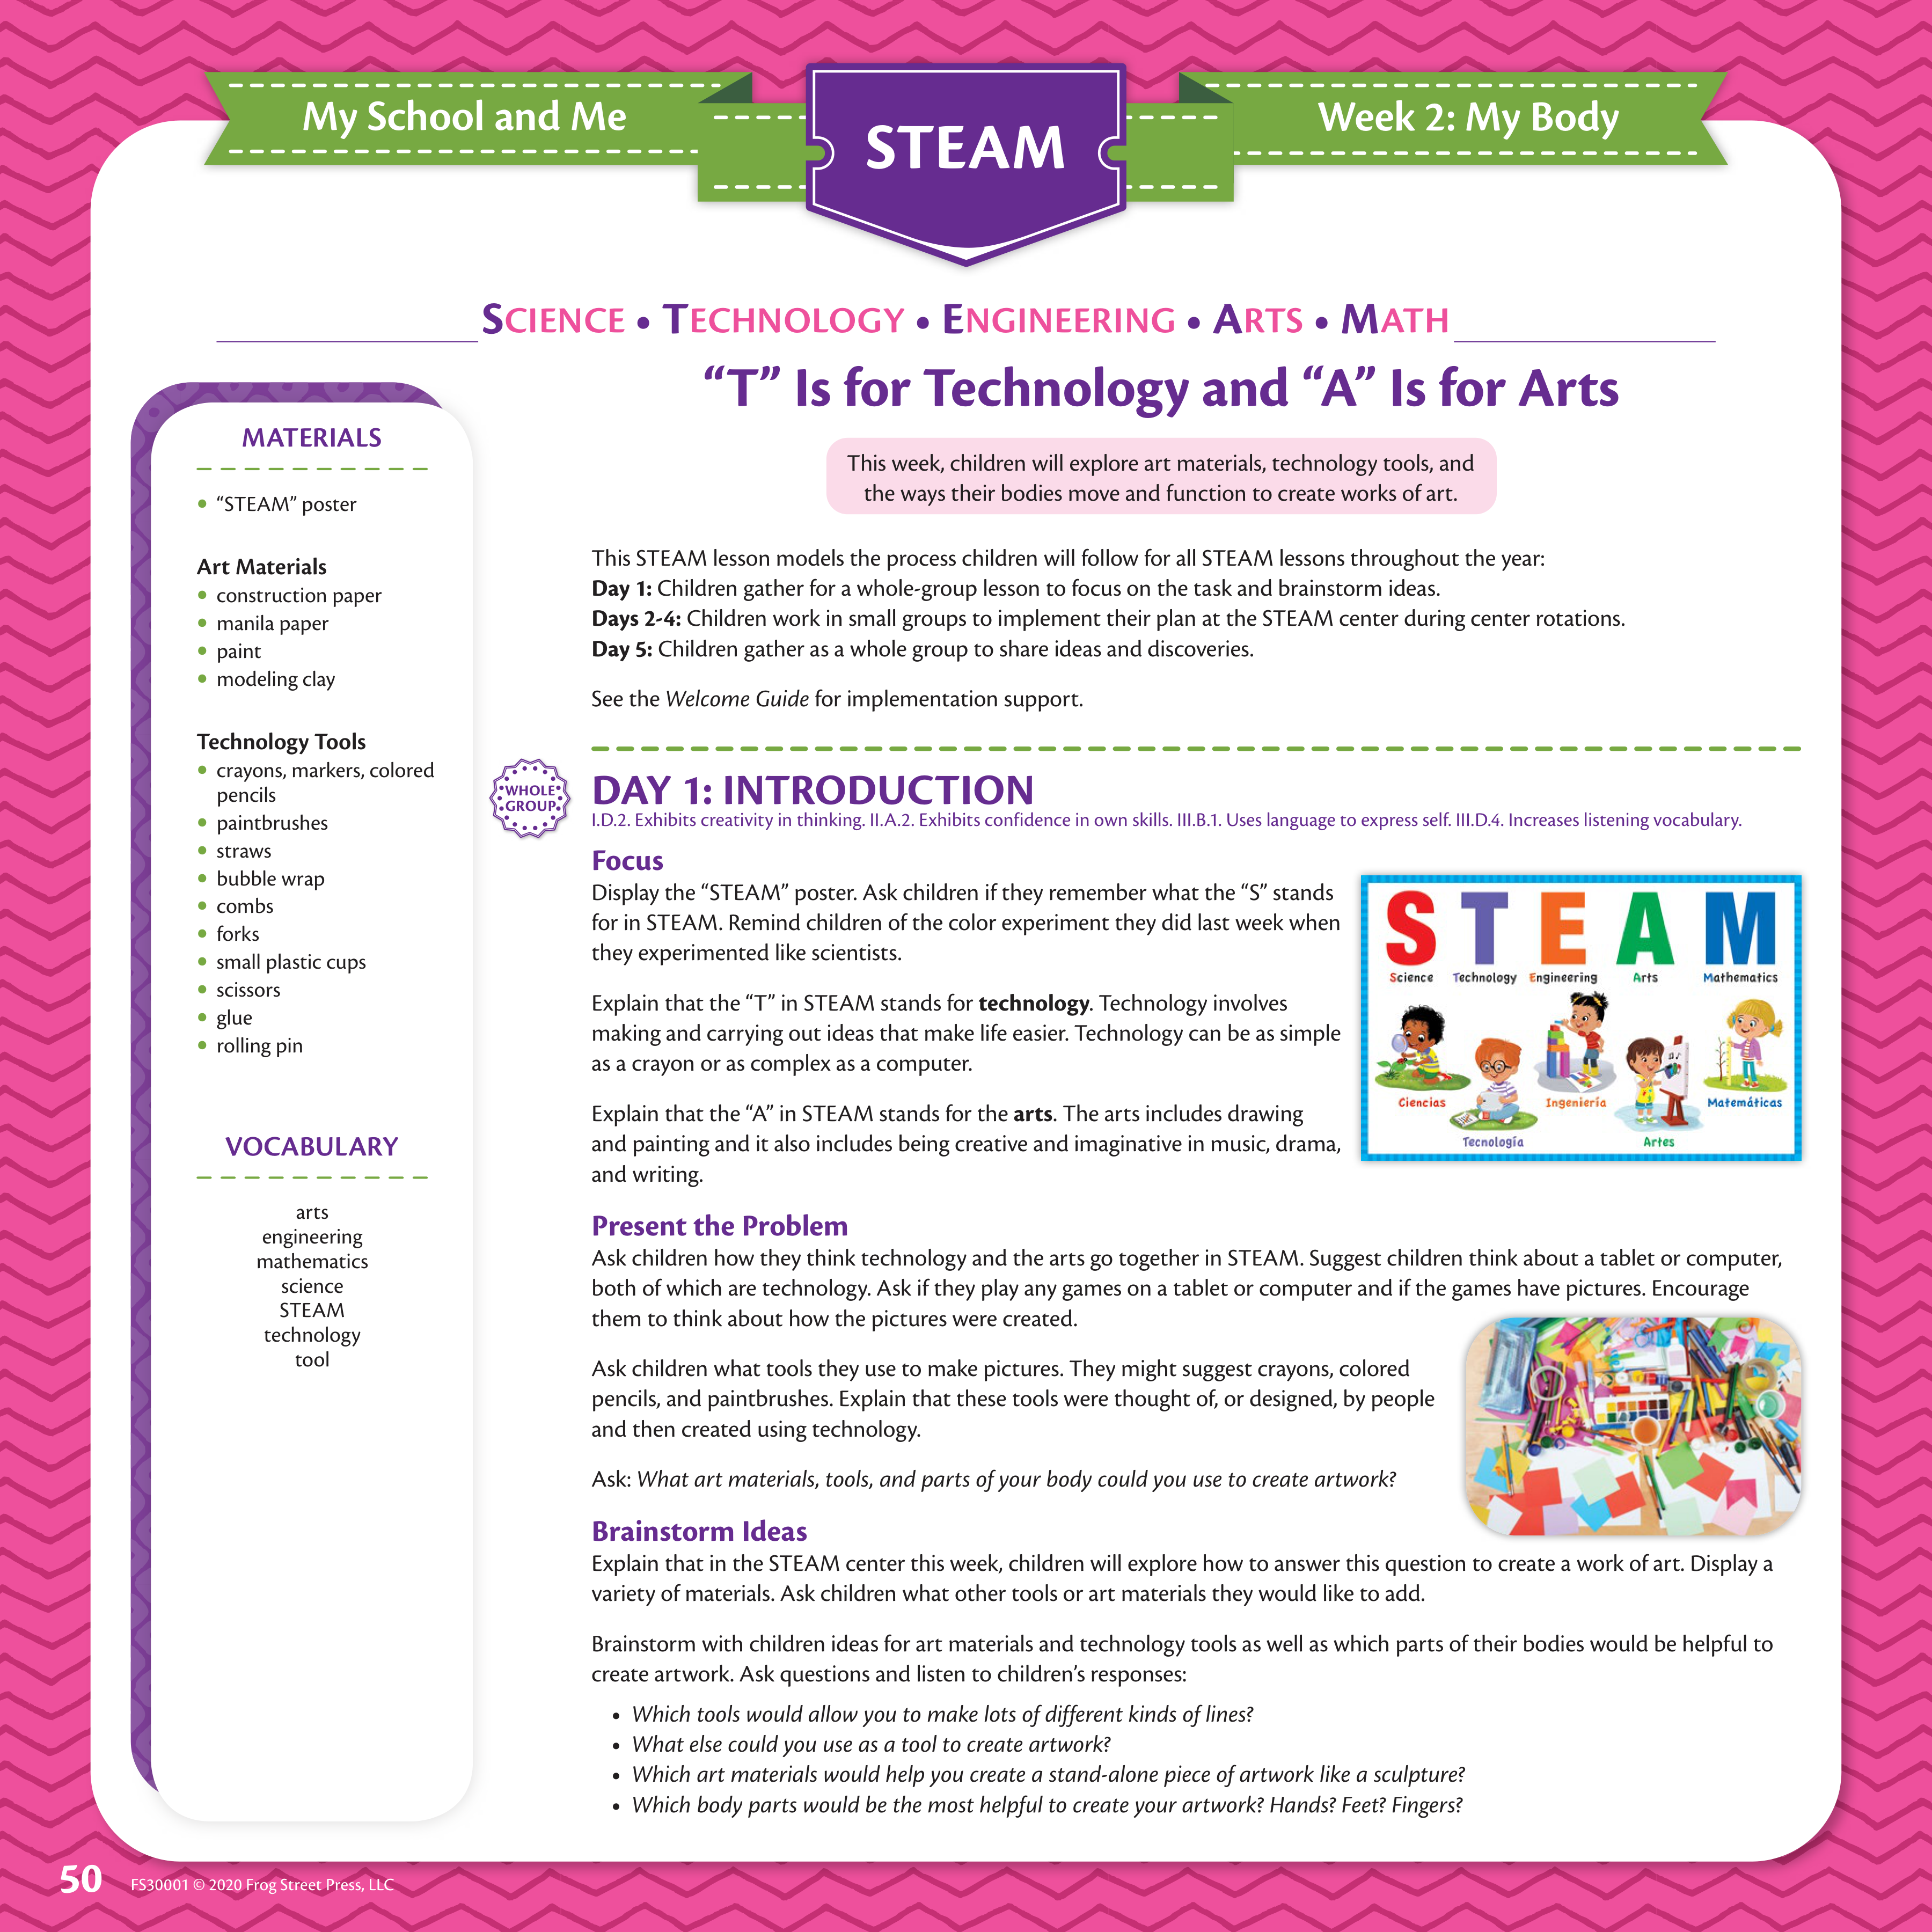 My School and Me
STEAM
Week 2: My Body
SCIENCE • TECHNOLOGY • ENGINEERING • ARTS • MATH
“T” Is for Technology and “A” Is for Arts
This week, children will explore art materials, technology tools, and
the ways their bodies move and function to create works of art.
MATERIALS
• “STEAM” poster
Art Materials
• construction paper
• manila paper
• paint
• modeling clay
Technology Tools
• crayons, markers, colored
pencils
• paintbrushes
• straws
• bubble wrap
• combs
• forks
• small plastic cups
• scissors
• glue
• rolling pin
VOCABULARY
arts
engineering
mathematics
science
STEAM
technology
tool
This STEAM lesson models the process children will follow for all STEAM lessons throughout the year:
Day 1: Children gather for a whole-group lesson to focus on the task and brainstorm ideas.
Days 2-4: Children work in small groups to implement their plan at the STEAM center during center rotations.
Day 5: Children gather as a whole group to share ideas and discoveries.
See the Welcome Guide for implementation support.
WHOLE
GROUP
DAY 1: INTRODUCTION
I.D.2. Exhibits creativity in thinking. II.A.2. Exhibits confidence in own skills. III.B.1. Uses language to express self. III.D.4. Increases listening vocabulary.
Focus
Display the “STEAM” poster. Ask children if they remember what the “S” stands
for in STEAM. Remind children of the color experiment they did last week when
they experimented like scientists.
Explain that the “T” in STEAM stands for technology. Technology involves
making and carrying out ideas that make life easier. Technology can be as simple
as a crayon or as complex as a computer.
Explain that the “A” in STEAM stands for the arts. The arts includes drawing
and painting and it also includes being creative and imaginative in music, drama,
and writing.
S T E A M
Science Technology Engineering Arts Mathematics
Ciencias Ingeniería Matemáticas
Tecnología Artes
Present the Problem
Ask children how they think technology and the arts go together in STEAM. Suggest children think about a tablet or computer,
both of which are technology. Ask if they play any games on a tablet or computer and if the games have pictures. Encourage
them to think about how the pictures were created.
Ask children what tools they use to make pictures. They might suggest crayons, colored
pencils, and paintbrushes. Explain that these tools were thought of, or designed, by people
and then created using technology.
Ask: What art materials, tools, and parts of your body could you use to create artwork?
Brainstorm Ideas
Explain that in the STEAM center this week, children will explore how to answer this question to create a work of art. Display a
variety of materials. Ask children what other tools or art materials they would like to add.
Brainstorm with children ideas for art materials and technology tools as well as which parts of their bodies would be helpful to
create artwork. Ask questions and listen to children’s responses:
• Which tools would allow you to make lots of different kinds of lines?
• What else could you use as a tool to create artwork?
• Which art materials would help you create a stand-alone piece of artwork like a sculpture?
• Which body parts would be the most helpful to create your artwork? Hands? Feet? Fingers?
50
FS30001 © 2020 Frog Street Press, LLC